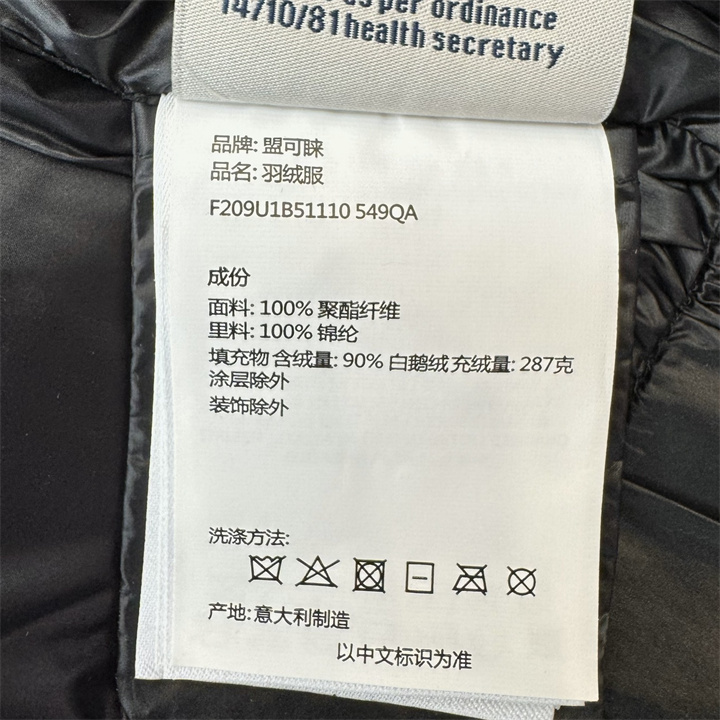 per ordinance
14/10/81 health secretary
品牌: 盟可睐
品名: 羽绒服
F209U1B51110 549QA
成份
面料: 100% 聚酯纤维
里料: 100% 锦纶
填充物 含绒量: 90% 白鹅绒 充绒量: 287克
涂层除外
装饰除外
洗涤方法:
产地: 意大利制造
以中文标识为准